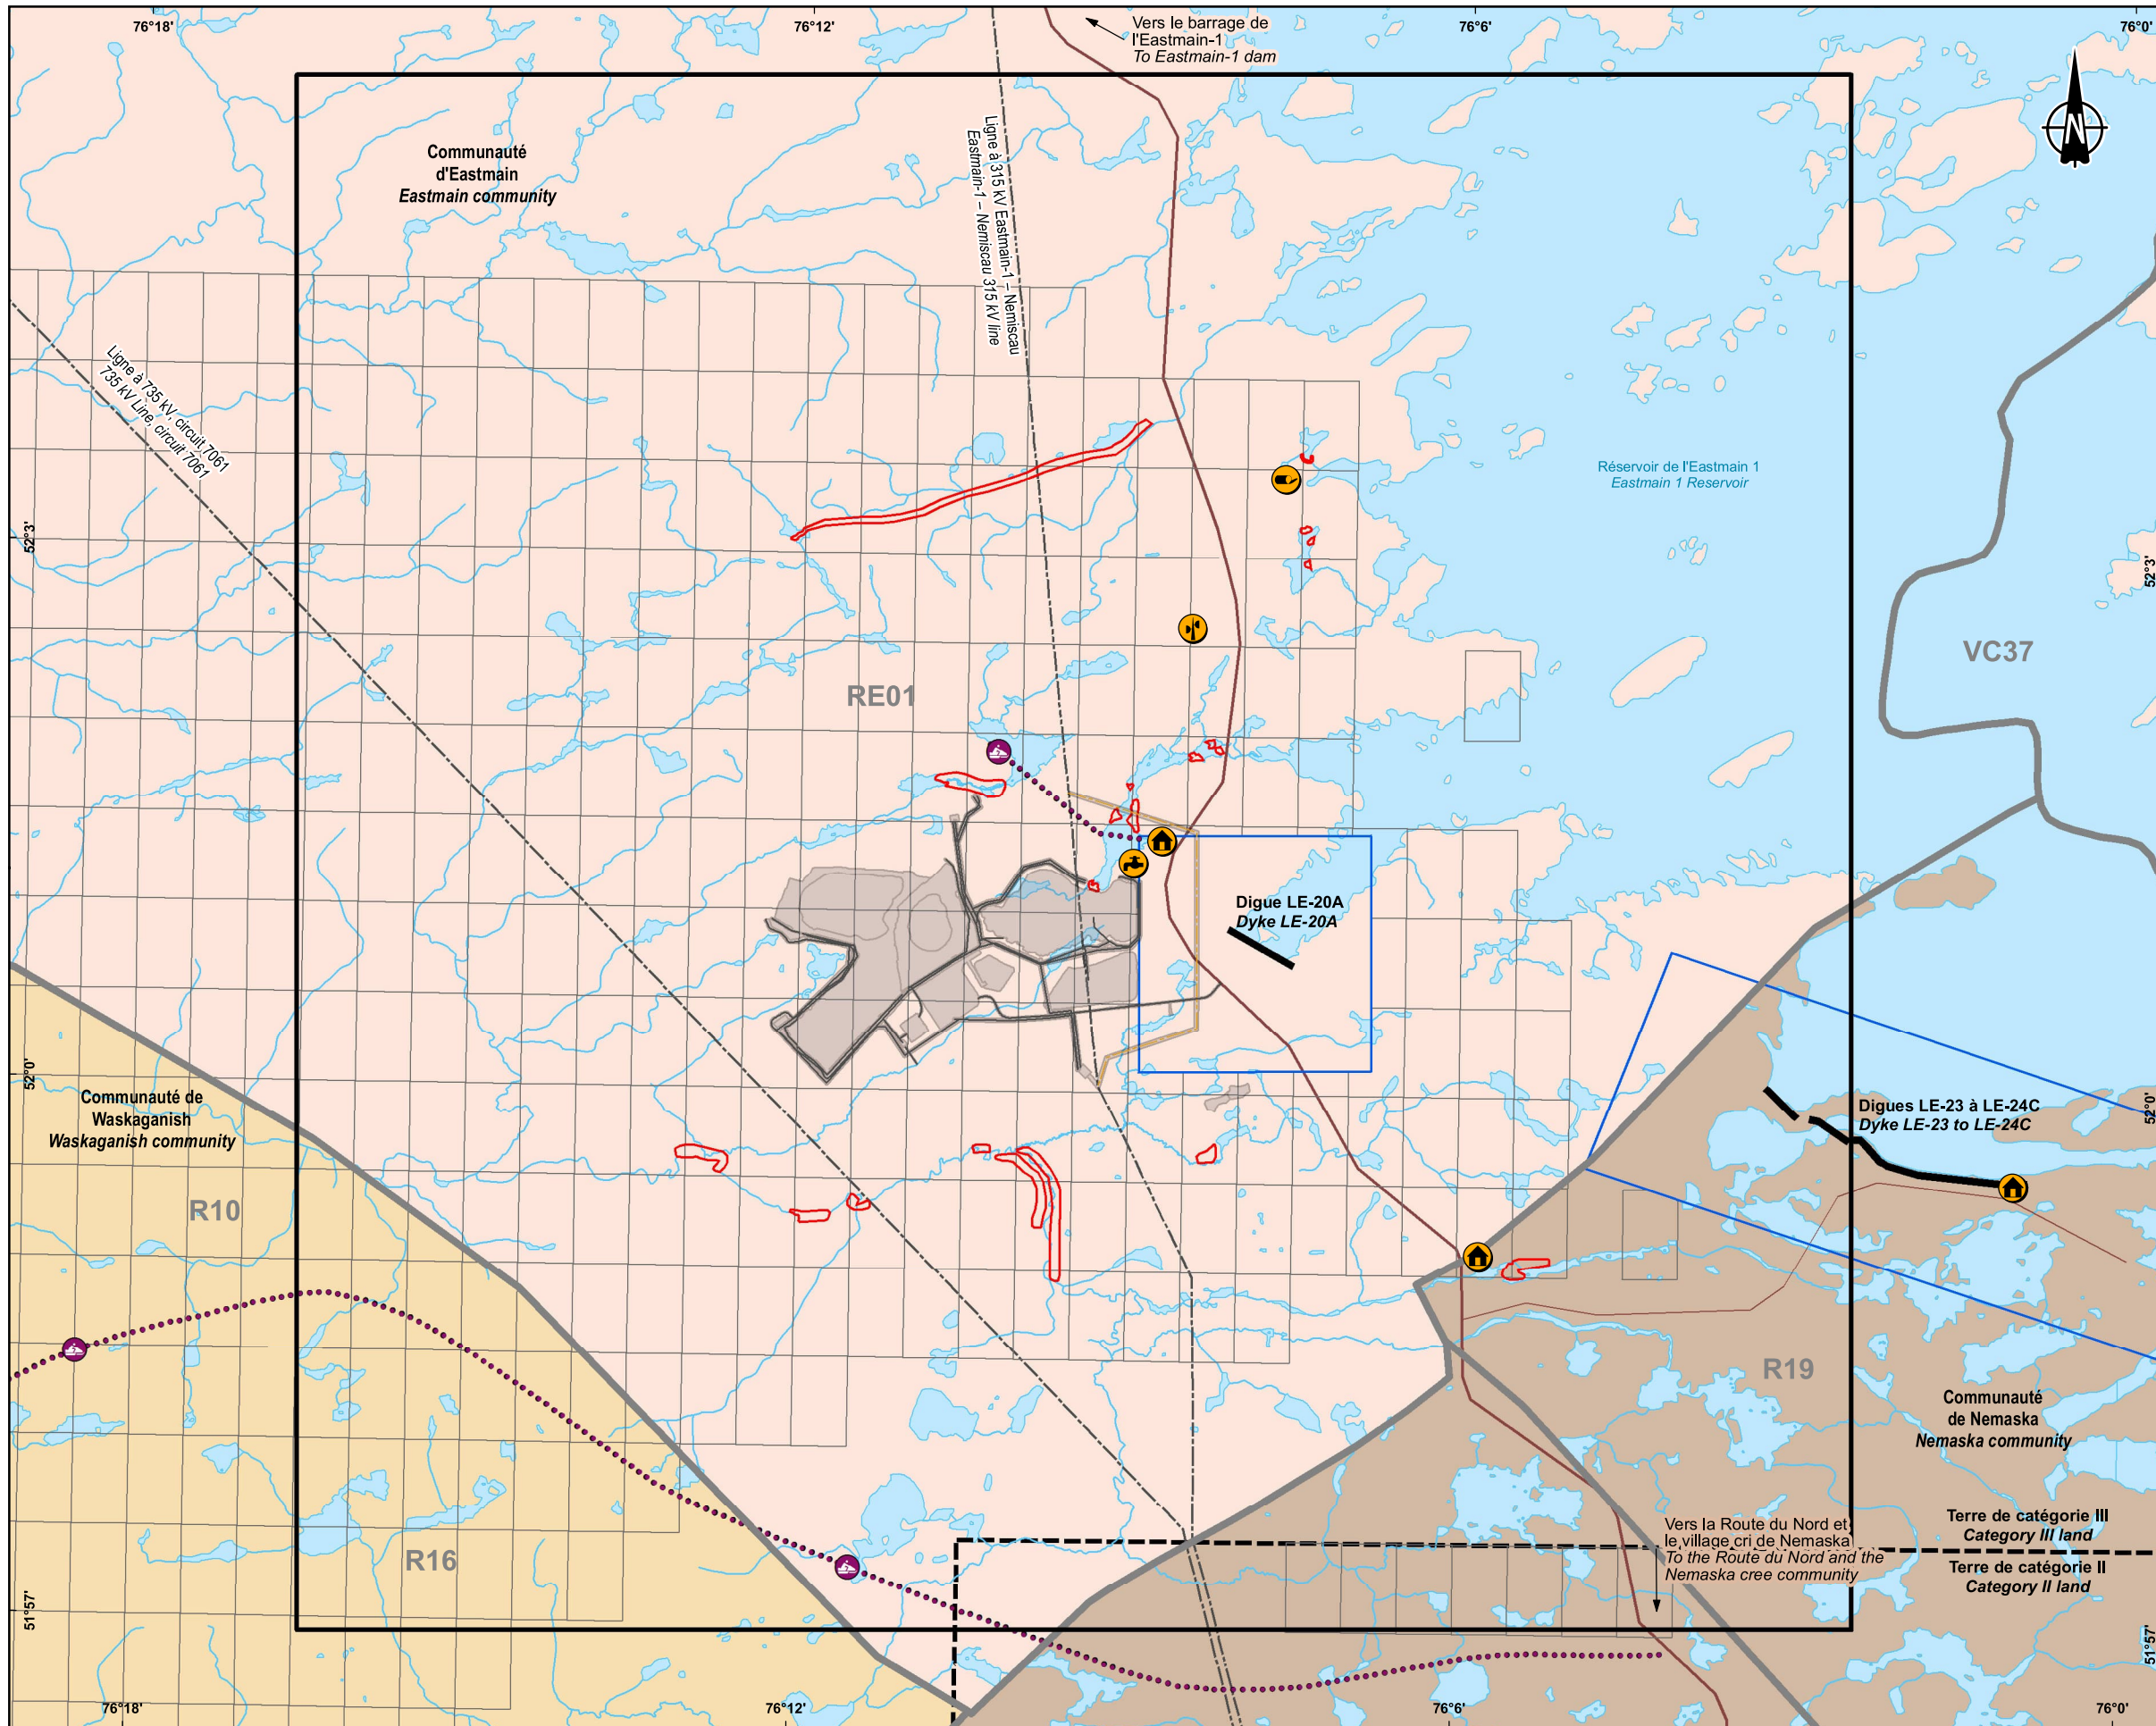 76°18'
76°12'
76°6'
76°0'
Vers le barrage de
l'Eastmain-1
To Eastmain-1 dam
N
Communauté
d'Eastmain
Eastmain community
Ligne à 315 kV Eastmain-1 – Nemiscau
Eastmain-1 – Nemiscau 315 kV line
Ligne à 735 kV, circuit 7061
735 kV Line, circuit 7061
Réservoir de l'Eastmain 1
Eastmain 1 Reservoir
52°3'
52°3'
VC37
RE01
Digue LE-20A
Dyke LE-20A
52°0'
52°0'
Communauté de
Waskaganish
Waskaganish community
Digues LE-23 à LE-24C
Dyke LE-23 to LE-24C
R10
R19
Communauté
de Nemaska
Nemaska community
R16
Vers la Route du Nord et
le village cri de Nemaska
To the Route du Nord and the
Nemaska cree community
Terre de catégorie III
Category III land
Terre de catégorie II
Category II land
51°57'
51°57'
76°18'
76°12'
76°6'
76°0'